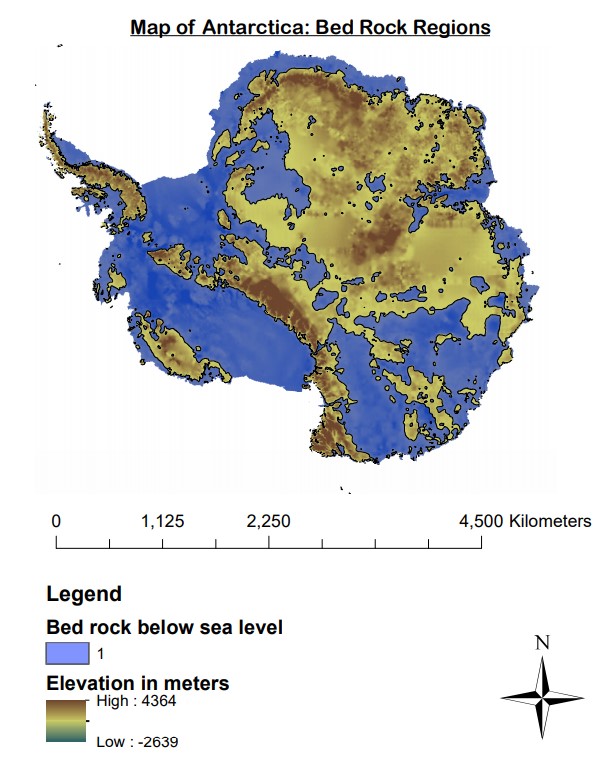 Map of Antarctica: Bed Rock Regions
0 1,125 2,250 4,500 Kilometers
Legend
Bed rock below sea level
1
Elevation in meters
High : 4364
Low : -2639
N